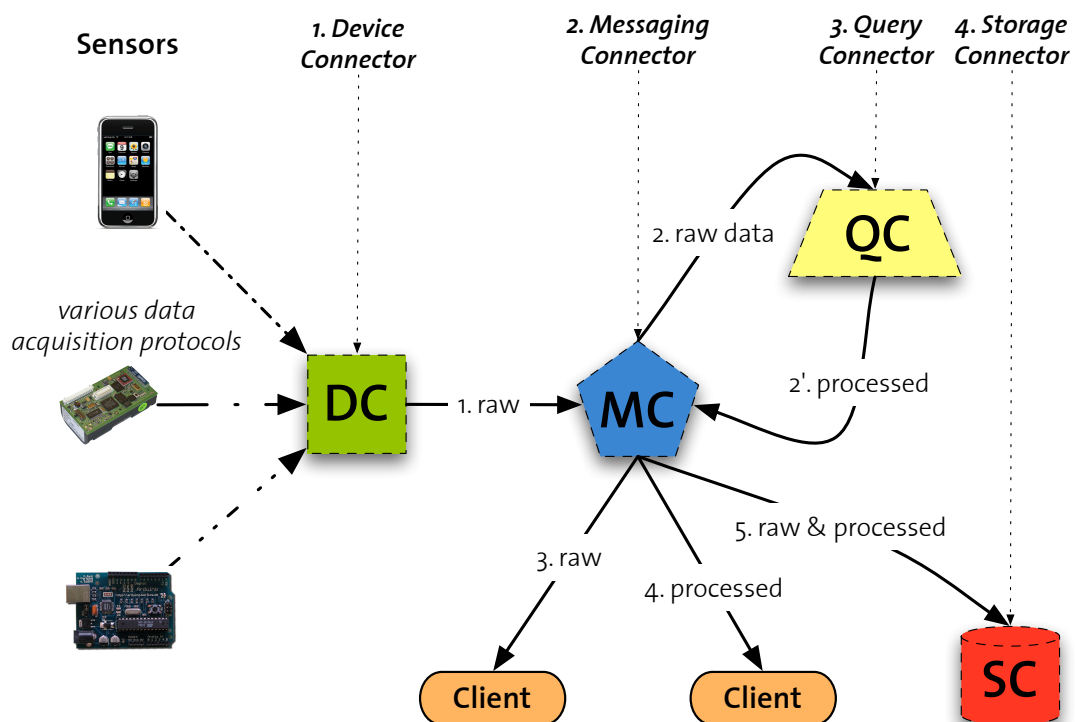 Sensors
1. Device
Connector
2. Messaging
Connector
3. Query
Connector
4. Storage
Connector
2. raw data
QC
various data
acquisition protocols
2'. processed
DC
1. raw
MC
5. raw & processed
3. raw
4. processed
Client
Client
SC